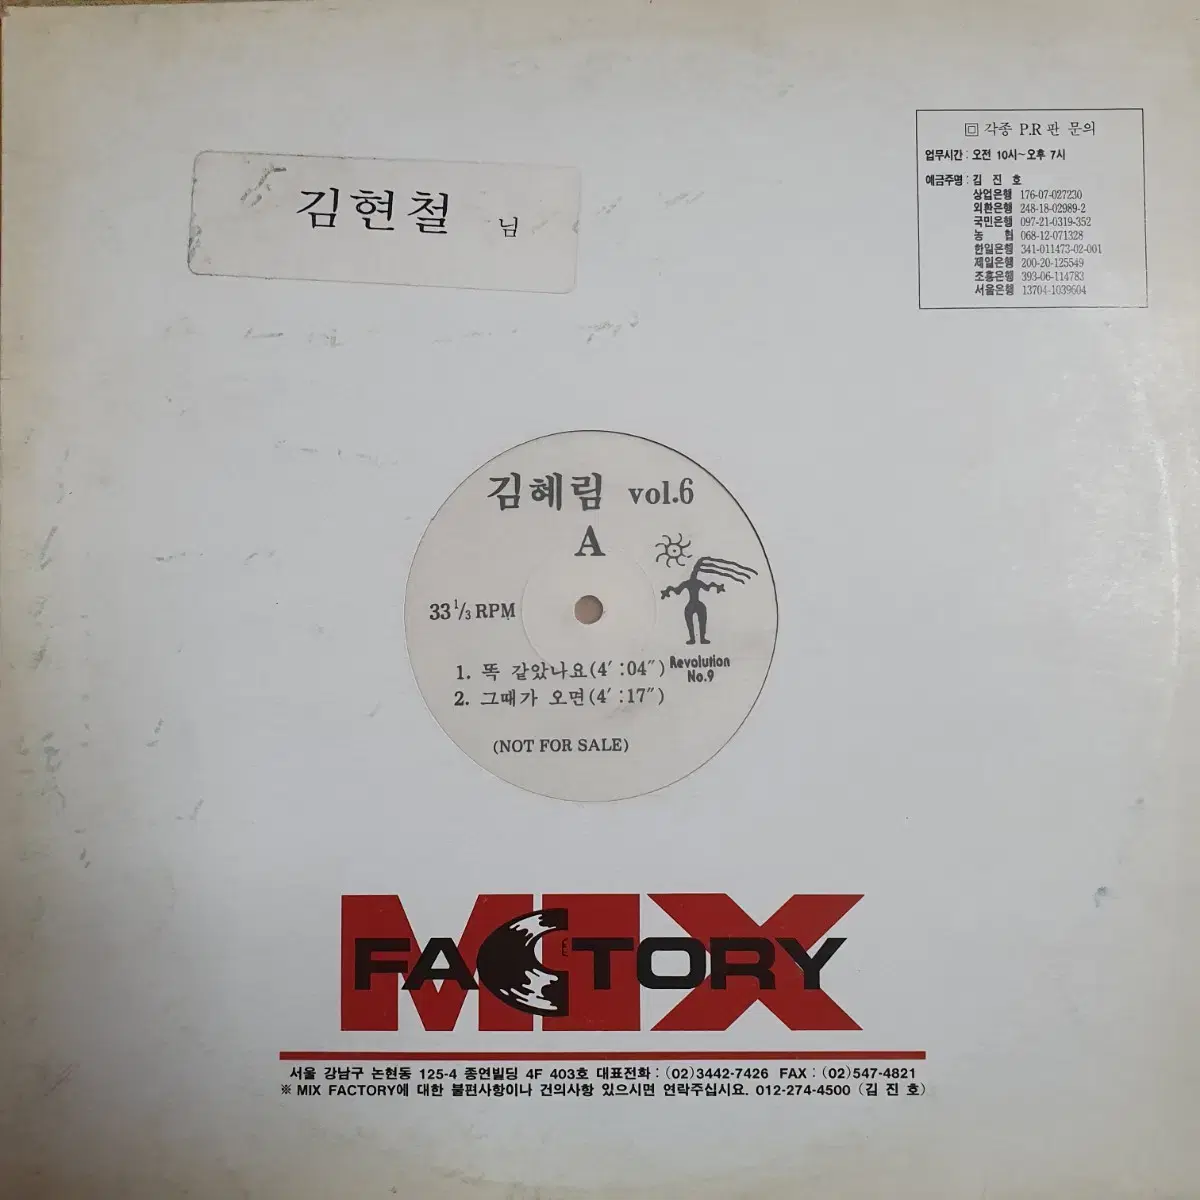 김현철 님
回 각종 P.R 판 문의
업무시간 : 오전 10시~오후 7시
예금주명 : 김 진 호
상업은행 176-07-027230
외환은행 248-18-02989-2
국민은행 097-21-0319-352
농 협 068-12-071328
한일은행 341-011473-02-001
제일은행 200-20-125549
조흥은행 393-06-114783
서울은행 13704-1039604
김혜림 vol.6
A
33 1/3 RPM
1. 똑 같았나요(4′ :04″)
2. 그때가 오면(4′ :17″)
Revolution
No.9
(NOT FOR SALE)
MIX
FACTORY
서울 강남구 논현동 125-4 종연빌딩 4F 403호 대표전화 : (02)3442-7426 FAX : (02)547-4821
※ MIX FACTORY에 대한 불편사항이나 건의사항 있으시면 연락주십시요. 012-274-4500 (김 진 호)